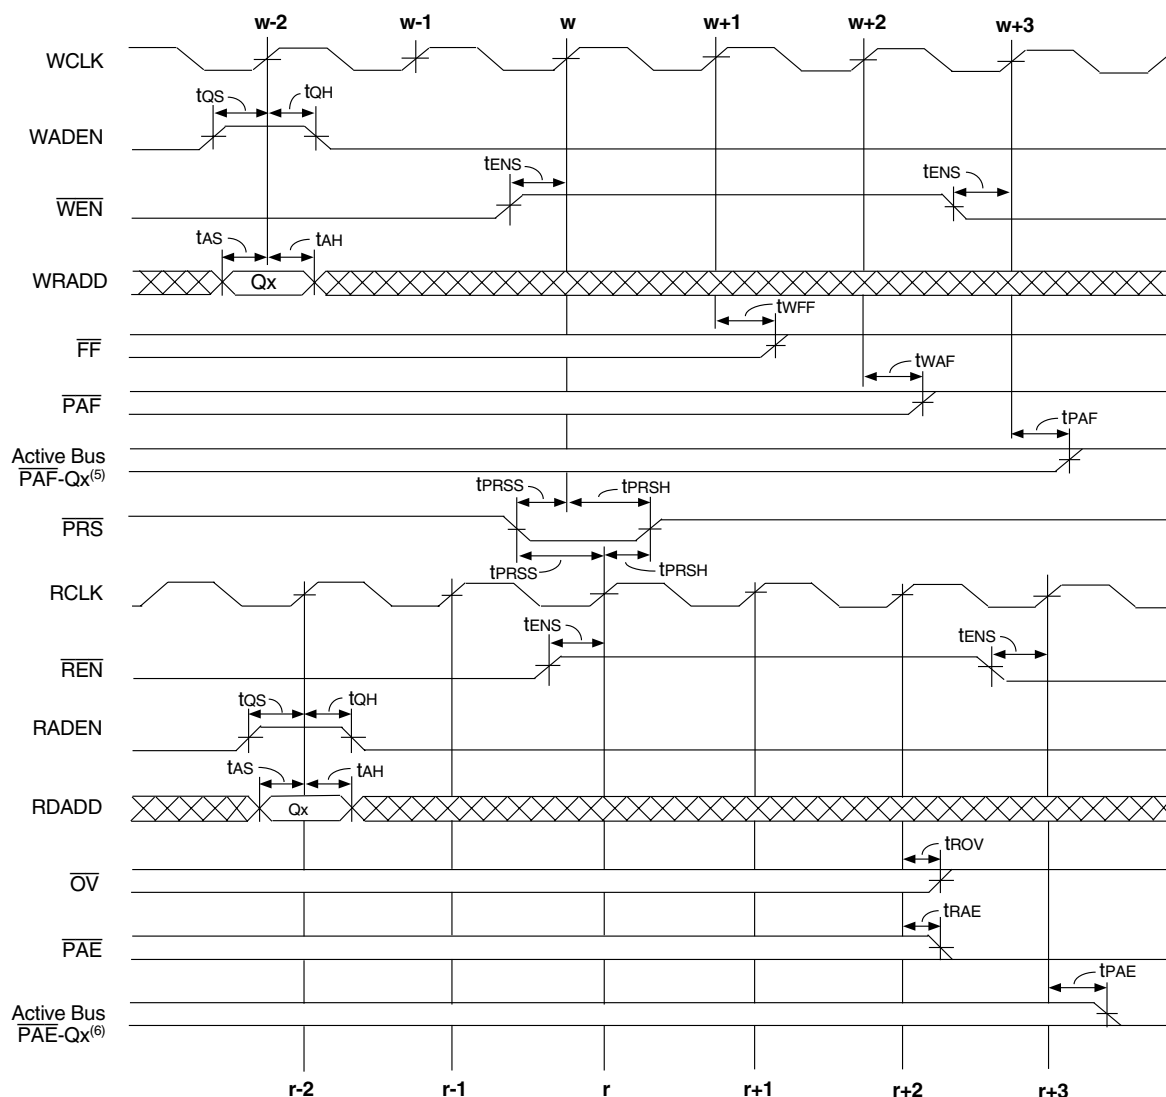 w-2 w-1 w w+1 w+2 w+3
WCLK
tQS tQH
WADEN
tENS tENS
WEN
tAS tAH
WRADD Qx
tWFF
FF
tWAF
PAF
tPAF
Active Bus
PAF-Qx(5)
tPRSS tPRSH
PRS
tPRSS tPRSH
RCLK
tENS tENS
REN
tQS tQH
RADEN
tAS tAH
RDADD Qx
tROV
OV
tRAE
PAE
tPAE
Active Bus
PAE-Qx(6)
r-2 r-1 r r+1 r+2 r+3